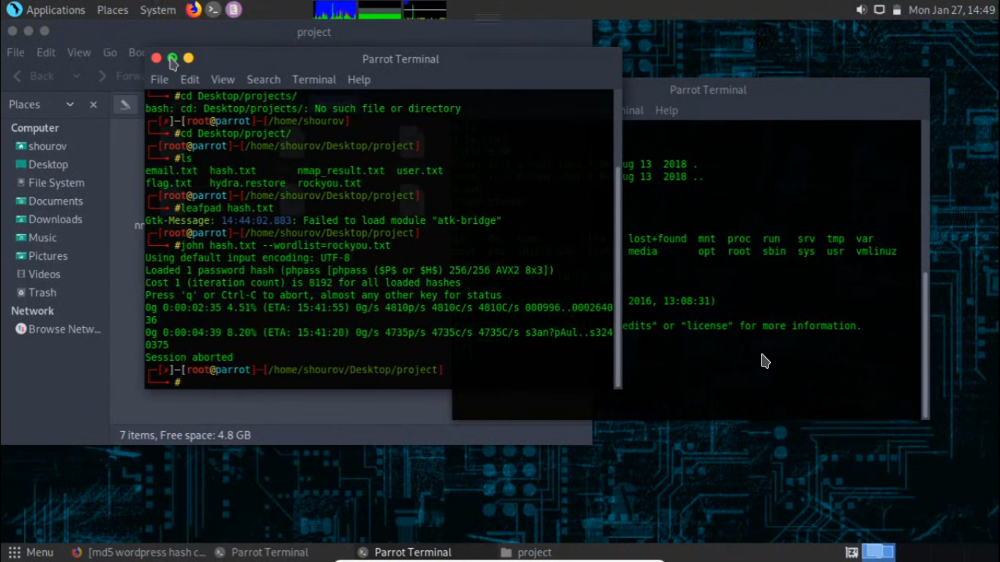 Applications Places System Mon Jan 27, 14:49
project
File Edit View Go
Back
Places
Computer
shourov
Desktop
File System
Documents
Downloads
Music
Pictures
Videos
Trash
Network
Browse Netw...
7 items, Free space: 4.8 GB
Parrot Terminal
File Edit View Search Terminal Help
#cd Desktop/projects/
bash: cd: Desktop/projects/: No such file or directory
[x]-[root@parrot]-[/home/shourov]
#cd Desktop/project/
[root@parrot]-[/home/shourov/Desktop/project]
#ls
email.txt hash.txt nmap_result.txt user.txt
flag.txt hydra.restore rockyou.txt
[root@parrot]-[/home/shourov/Desktop/project]
#leafpad hash.txt
Gtk-Message: 14:44:02.883: Failed to load module "atk-bridge"
[root@parrot]-[/home/shourov/Desktop/project]
#john hash.txt --wordlist=rockyou.txt
Using default input encoding: UTF-8
Loaded 1 password hash (phpass [phpass ($P$ or $H$) 256/256 AVX2 8x3])
Cost 1 (iteration count) is 8192 for all loaded hashes
Press 'q' or Ctrl-C to abort, almost any other key for status
0g 0:00:02:35 4.51% (ETA: 15:41:55) 0g/s 4810p/s 4810c/s 4810C/s 000996..0002640
36
0g 0:00:04:39 8.20% (ETA: 15:41:20) 0g/s 4735p/s 4735c/s 4735C/s s3an?pAul..s324
0375
Session aborted
[x]-[root@parrot]-[/home/shourov/Desktop/project]
#
Parrot Terminal
Help
ug 13 2018 .
ug 13 2018 ..
lost+found mnt proc run srv tmp var
media opt root sbin sys usr vmlinuz
2016, 13:08:31)
edits" or "license" for more information.
Menu [md5 wordpress hash c... Parrot Terminal Parrot Terminal project